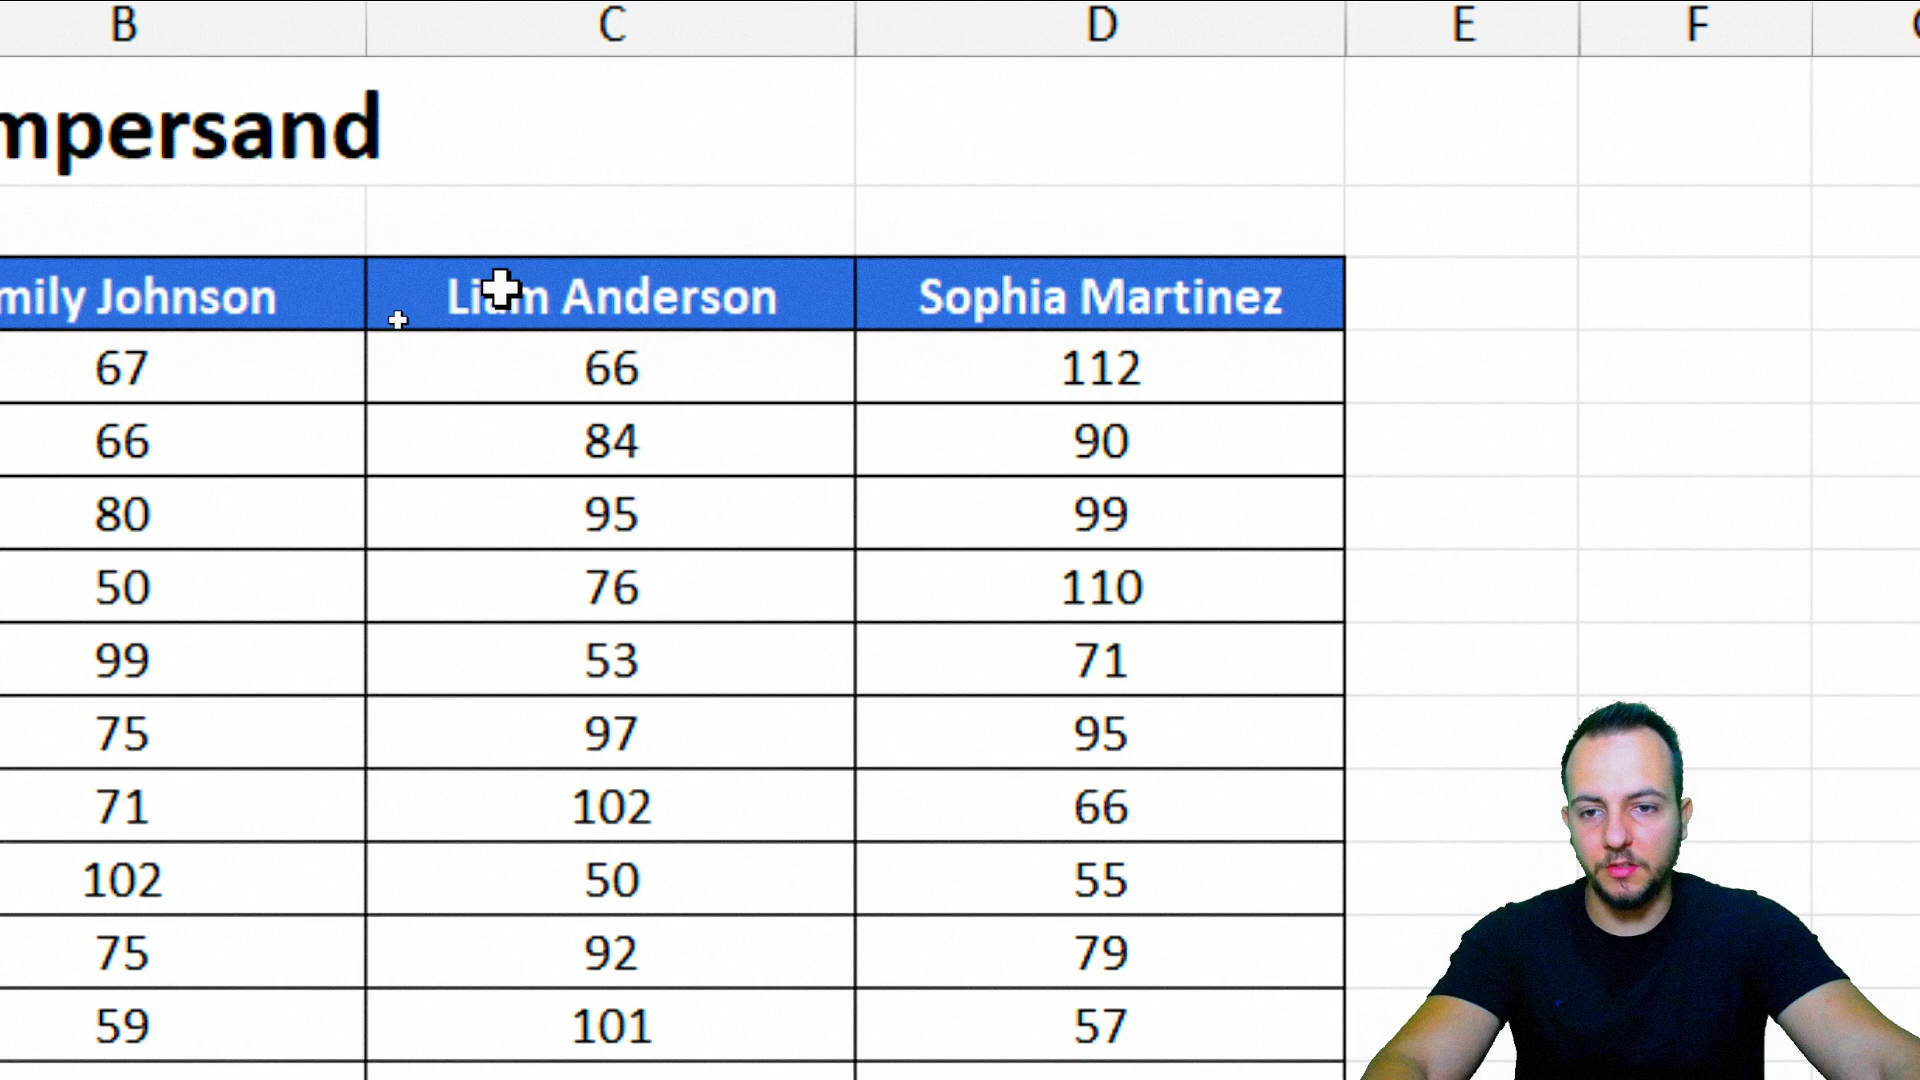 B C D E F
mpersand
mily Johnson Liam Anderson Sophia Martinez
67 66 112
66 84 90
80 95 99
50 76 110
99 53 71
75 97 95
71 102 66
102 50 55
75 92 79
59 101 57